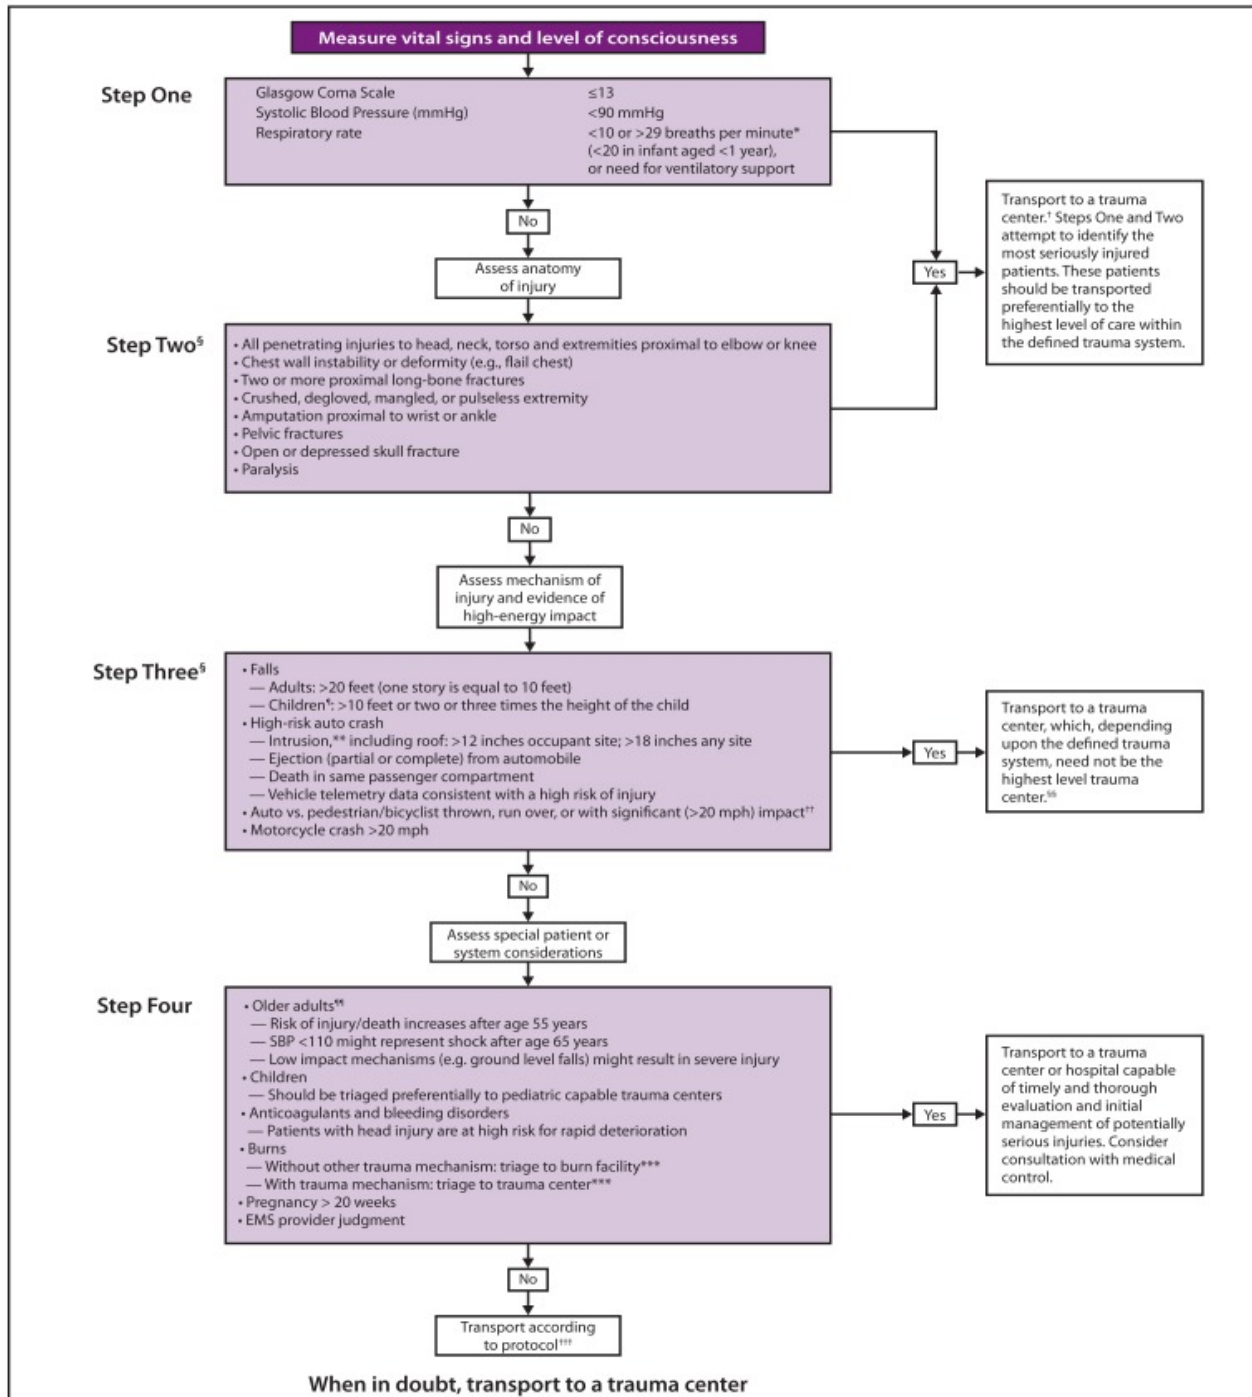 Measure vital signs and level of consciousness
Step One
Glasgow Coma Scale ≤13
Systolic Blood Pressure (mmHg) <90 mmHg
Respiratory rate <10 or >29 breaths per minute*
(<20 in infant aged <1 year),
or need for ventilatory support
No
Assess anatomy
of injury
Yes
Transport to a trauma
center.† Steps One and Two
attempt to identify the
most seriously injured
patients. These patients
should be transported
preferentially to the
highest level of care within
the defined trauma system.
Step Two§
• All penetrating injuries to head, neck, torso and extremities proximal to elbow or knee
• Chest wall instability or deformity (e.g., flail chest)
• Two or more proximal long-bone fractures
• Crushed, degloved, mangled, or pulseless extremity
• Amputation proximal to wrist or ankle
• Pelvic fractures
• Open or depressed skull fracture
• Paralysis
No
Assess mechanism of
injury and evidence of
high-energy impact
Step Three§
• Falls
— Adults: >20 feet (one story is equal to 10 feet)
— Children¶: >10 feet or two or three times the height of the child
• High-risk auto crash
— Intrusion,** including roof: >12 inches occupant site; >18 inches any site
— Ejection (partial or complete) from automobile
— Death in same passenger compartment
— Vehicle telemetry data consistent with a high risk of injury
• Auto vs. pedestrian/bicyclist thrown, run over, or with significant (>20 mph) impact††
• Motorcycle crash >20 mph
Yes
Transport to a trauma
center, which, depending
upon the defined trauma
system, need not be the
highest level trauma
center.§§
No
Assess special patient or
system considerations
Step Four
• Older adults¶¶
— Risk of injury/death increases after age 55 years
— SBP <110 might represent shock after age 65 years
— Low impact mechanisms (e.g. ground level falls) might result in severe injury
• Children
— Should be triaged preferentially to pediatric capable trauma centers
• Anticoagulants and bleeding disorders
— Patients with head injury are at high risk for rapid deterioration
• Burns
— Without other trauma mechanism: triage to burn facility***
— With trauma mechanism: triage to trauma center***
• Pregnancy > 20 weeks
• EMS provider judgment
Yes
Transport to a trauma
center or hospital capable
of timely and thorough
evaluation and initial
management of potentially
serious injuries. Consider
consultation with medical
control.
No
Transport according
to protocol†††
When in doubt, transport to a trauma center